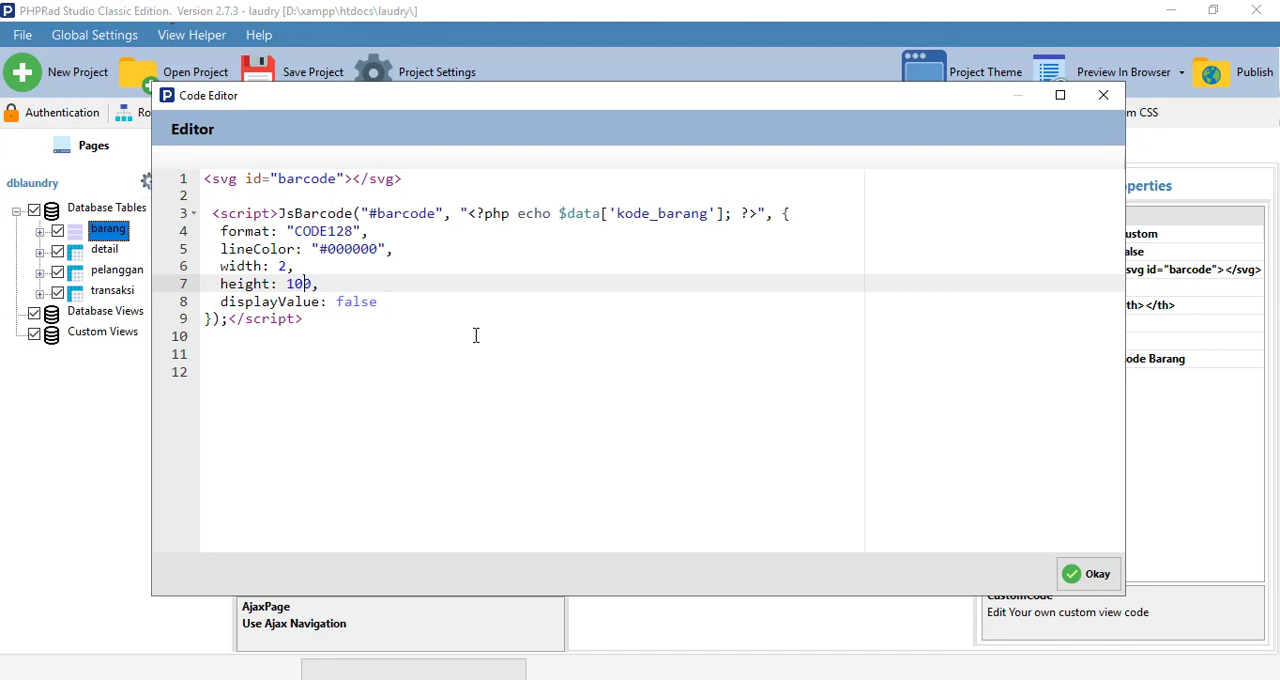 PHPRad Studio Classic Edition. Version 2.7.3 - laudry [D:\xampp\htdocs\laudry\]
File Global Settings View Helper Help
New Project Open Project Save Project Project Settings Project Theme Preview In Browser Publish
Authentication Ro m CSS
Code Editor
Editor
Pages
dblaundry
Database Tables
barang
detail
pelanggan
transaksi
Database Views
Custom Views
1 <svg id="barcode"></svg>
2
3 <script>JsBarcode("#barcode", "<?php echo $data['kode_barang']; ?>", {
4 format: "CODE128",
5 lineColor: "#000000",
6 width: 2,
7 height: 100,
8 displayValue: false
9 });</script>
10
11
12
Okay
perties
ustom
alse
svg id="barcode"></svg>
th></th>
ode Barang
CustomCode
Edit Your own custom view code
AjaxPage
Use Ajax Navigation